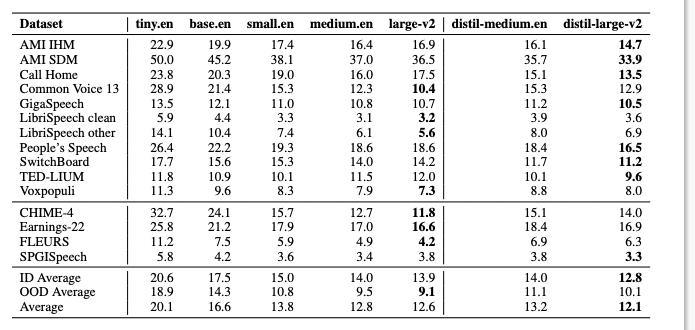 Dataset tiny.en base.en small.en medium.en large-v2 distil-medium.en distil-large-v2
AMI IHM 22.9 19.9 17.4 16.4 16.9 16.1 14.7
AMI SDM 50.0 45.2 38.1 37.0 36.5 35.7 33.9
Call Home 23.8 20.3 19.0 16.0 17.5 15.1 13.5
Common Voice 13 28.9 21.4 15.3 12.3 10.4 15.3 12.9
GigaSpeech 13.5 12.1 11.0 10.8 10.7 11.2 10.5
LibriSpeech clean 5.9 4.4 3.3 3.1 3.2 3.9 3.6
LibriSpeech other 14.1 10.4 7.4 6.1 5.6 8.0 6.9
People's Speech 26.4 22.2 19.3 18.6 18.6 18.4 16.5
SwitchBoard 17.7 15.6 15.3 14.0 14.2 11.7 11.2
TED-LIUM 11.8 10.9 10.1 11.5 12.0 10.1 9.6
Voxpopuli 11.3 9.6 8.3 7.9 7.3 8.8 8.0
CHIME-4 32.7 24.1 15.7 12.7 11.8 15.1 14.0
Earnings-22 25.8 21.2 17.9 17.0 16.6 18.4 16.9
FLEURS 11.2 7.5 5.9 4.9 4.2 6.9 6.3
SPGISpeech 5.8 4.2 3.6 3.4 3.8 3.8 3.3
ID Average 20.6 17.5 15.0 14.0 13.9 14.0 12.8
OOD Average 18.9 14.3 10.8 9.5 9.1 11.1 10.1
Average 20.1 16.6 13.8 12.8 12.6 13.2 12.1